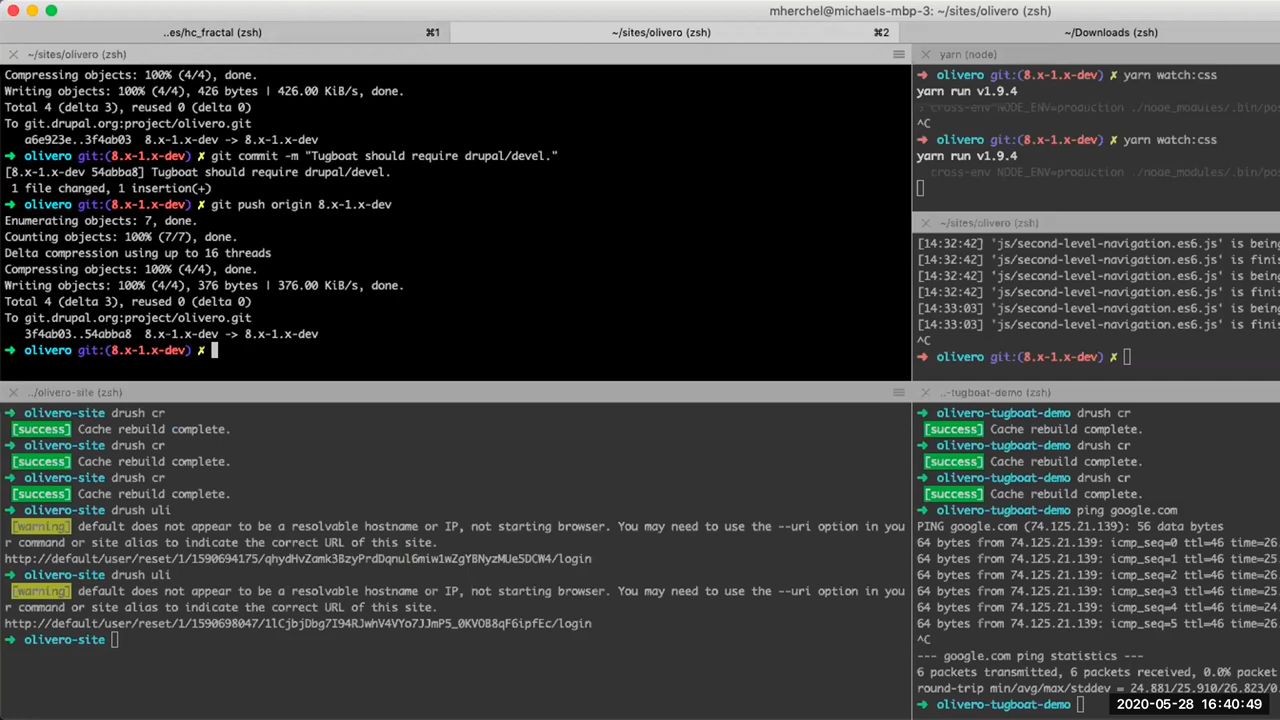 mherchel@michaels-mbp-3: ~/sites/olivero (zsh)
..es/hc_fractal (zsh) ⌘1
~/sites/olivero (zsh) ⌘2
~/Downloads (zsh)
~/sites/olivero (zsh)
Compressing objects: 100% (4/4), done.
Writing objects: 100% (4/4), 426 bytes | 426.00 KiB/s, done.
Total 4 (delta 3), reused 0 (delta 0)
To git.drupal.org:project/olivero.git
a6e923e..3f4ab03  8.x-1.x-dev -> 8.x-1.x-dev
➜ olivero git:(8.x-1.x-dev) ✗ git commit -m "Tugboat should require drupal/devel."
[8.x-1.x-dev 54abba8] Tugboat should require drupal/devel.
1 file changed, 1 insertion(+)
➜ olivero git:(8.x-1.x-dev) ✗ git push origin 8.x-1.x-dev
Enumerating objects: 7, done.
Counting objects: 100% (7/7), done.
Delta compression using up to 16 threads
Compressing objects: 100% (4/4), done.
Writing objects: 100% (4/4), 376 bytes | 376.00 KiB/s, done.
Total 4 (delta 3), reused 0 (delta 0)
To git.drupal.org:project/olivero.git
3f4ab03..54abba8  8.x-1.x-dev -> 8.x-1.x-dev
➜ olivero git:(8.x-1.x-dev) ✗
yarn (node)
➜ olivero git:(8.x-1.x-dev) ✗ yarn watch:css
yarn run v1.9.4
cross-env NODE_ENV=production ./node_modules/.bin/pos
^C
➜ olivero git:(8.x-1.x-dev) ✗ yarn watch:css
yarn run v1.9.4
cross-env NODE_ENV=production ./node_modules/.bin/pos
~/sites/olivero (zsh)
[14:32:42] 'js/second-level-navigation.es6.js' is being
[14:32:42] 'js/second-level-navigation.es6.js' is finis
[14:32:42] 'js/second-level-navigation.es6.js' is being
[14:32:42] 'js/second-level-navigation.es6.js' is finis
[14:33:03] 'js/second-level-navigation.es6.js' is being
[14:33:03] 'js/second-level-navigation.es6.js' is finis
^C
➜ olivero git:(8.x-1.x-dev) ✗
../olivero-site (zsh)
➜ olivero-site drush cr
[success] Cache rebuild complete.
➜ olivero-site drush cr
[success] Cache rebuild complete.
➜ olivero-site drush cr
[success] Cache rebuild complete.
➜ olivero-site drush uli
[warning] default does not appear to be a resolvable hostname or IP, not starting browser. You may need to use the --uri option in you
r command or site alias to indicate the correct URL of this site.
http://default/user/reset/1/1590694175/qhydHvZamk3BzyPrdDqnul6miw1wZgYBNyzMUe5DCW4/login
➜ olivero-site drush uli
[warning] default does not appear to be a resolvable hostname or IP, not starting browser. You may need to use the --uri option in you
r command or site alias to indicate the correct URL of this site.
http://default/user/reset/1/1590698047/1lCjbjDbg7I94RJwhV4VYo7JJmP5_0KVOB8qF6ipfEc/login
➜ olivero-site
..-tugboat-demo (zsh)
➜ olivero-tugboat-demo drush cr
[success] Cache rebuild complete.
➜ olivero-tugboat-demo drush cr
[success] Cache rebuild complete.
➜ olivero-tugboat-demo drush cr
[success] Cache rebuild complete.
➜ olivero-tugboat-demo ping google.com
PING google.com (74.125.21.139): 56 data bytes
64 bytes from 74.125.21.139: icmp_seq=0 ttl=46 time=26.
64 bytes from 74.125.21.139: icmp_seq=1 ttl=46 time=25.
64 bytes from 74.125.21.139: icmp_seq=2 ttl=46 time=26.
64 bytes from 74.125.21.139: icmp_seq=3 ttl=46 time=25.
64 bytes from 74.125.21.139: icmp_seq=4 ttl=46 time=24.
64 bytes from 74.125.21.139: icmp_seq=5 ttl=46 time=26.
^C
--- google.com ping statistics ---
6 packets transmitted, 6 packets received, 0.0% packet
round-trip min/avg/max/stddev = 24.881/25.910/26.823/0.
➜ olivero-tugboat-demo
2020-05-28 16:40:49